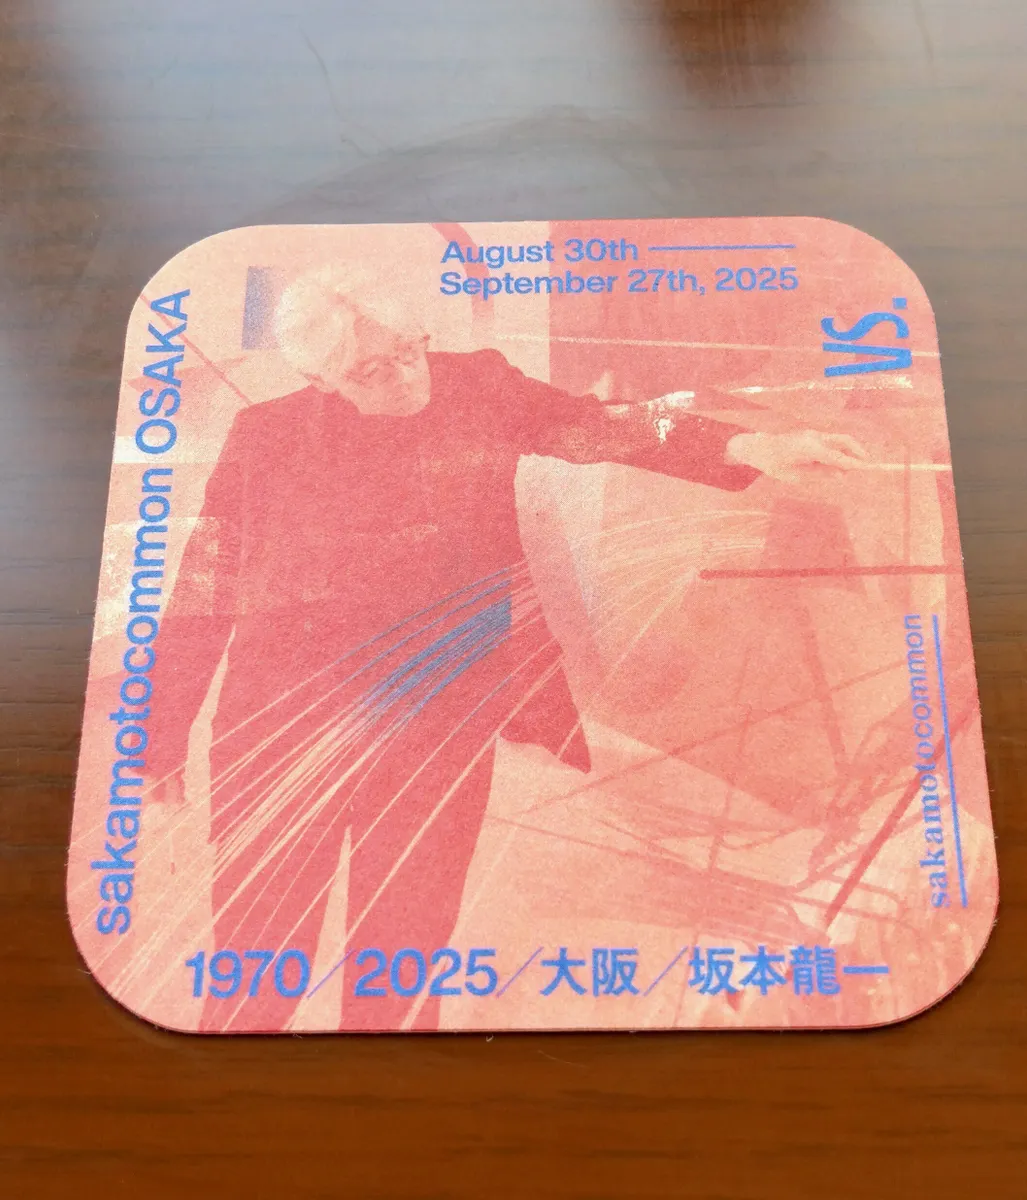 August 30th
September 27th, 2025
VS.
sakamotocommon OSAKA
sakamotocommon
1970/2025/大阪/坂本龍一